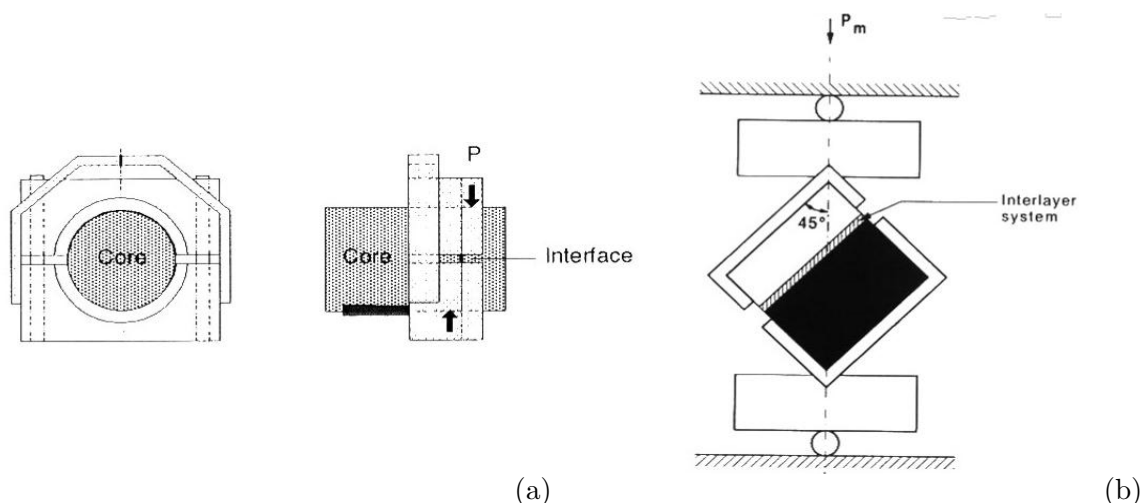 Core
P
Core
Interface
(a)
P m
45°
Interlayer
system
(b)